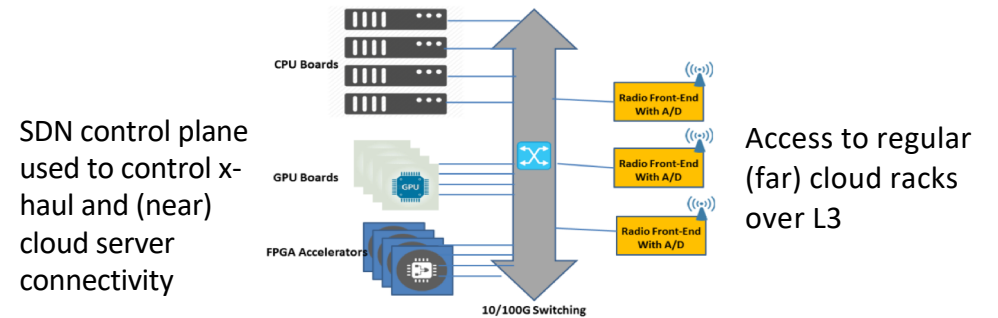 SDN control plane
used to control x-
haul and (near)
cloud server
connectivity
CPU Boards
GPU Boards
GPU
FPGA Accelerators
10/100G Switching
Radio Front-End
With A/D
Radio Front-End
With A/D
Radio Front-End
With A/D
Access to regular
(far) cloud racks
over L3